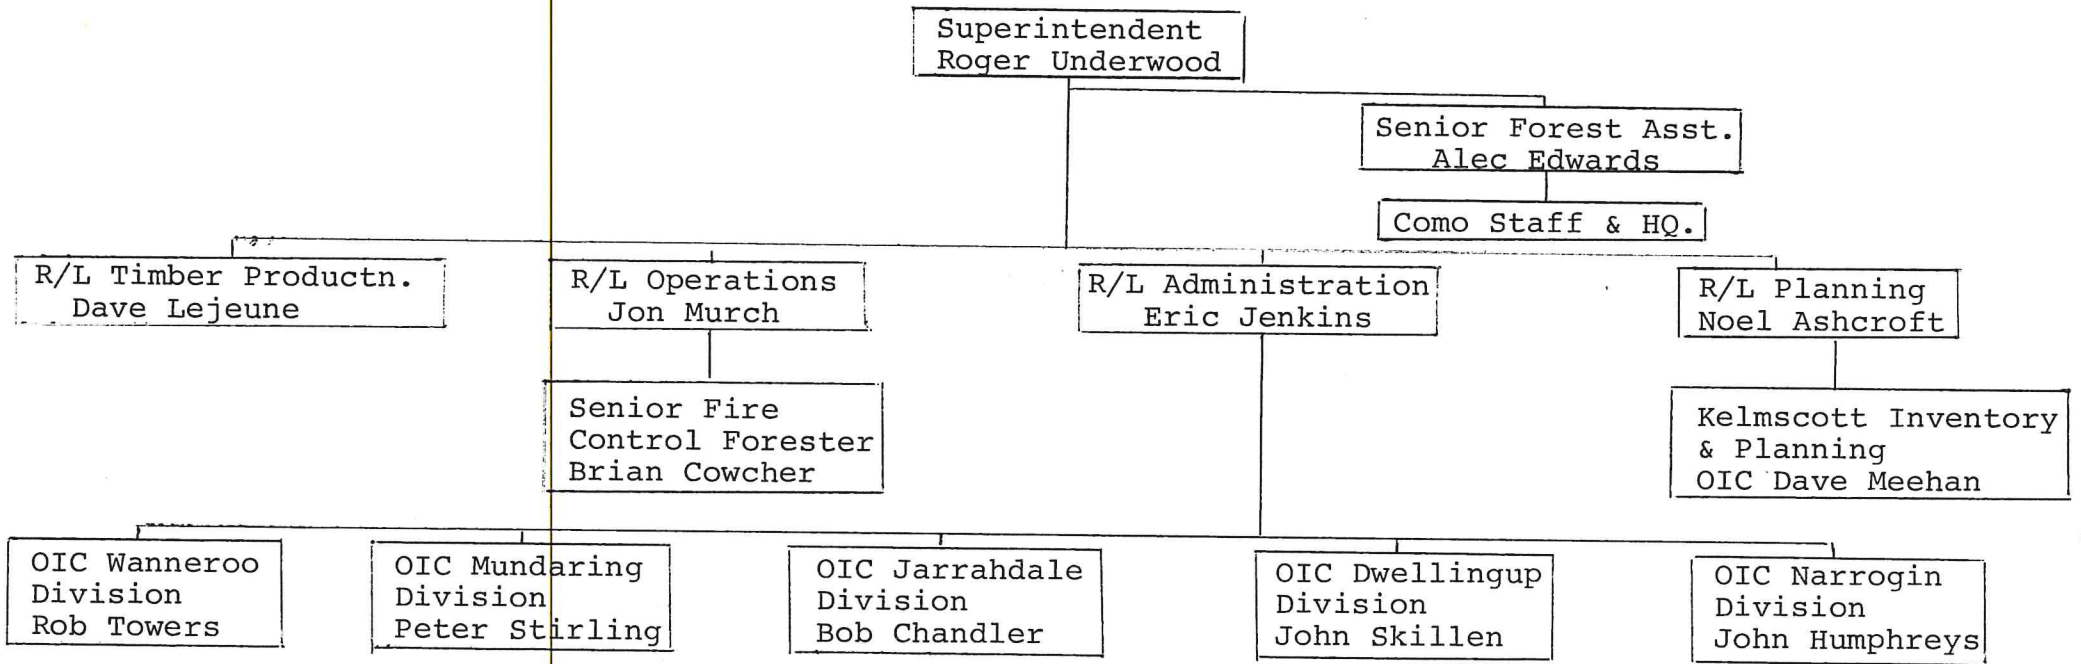 Superintendent
Roger Underwood
Senior Forest Asst.
Alec Edwards
Como Staff & HQ.
R/L Timber Productn.
Dave Lejeune
R/L Operations
Jon Murch
R/L Administration
Eric Jenkins
R/L Planning
Noel Ashcroft
Senior Fire
Control Forester
Brian Cowcher
Kelmscott Inventory
& Planning
OIC Dave Meehan
OIC Wanneroo
Division
Rob Towers
OIC Mundaring
Division
Peter Stirling
OIC Jarrahdale
Division
Bob Chandler
OIC Dwellingup
Division
John Skillen
OIC Narrogin
Division
John Humphreys